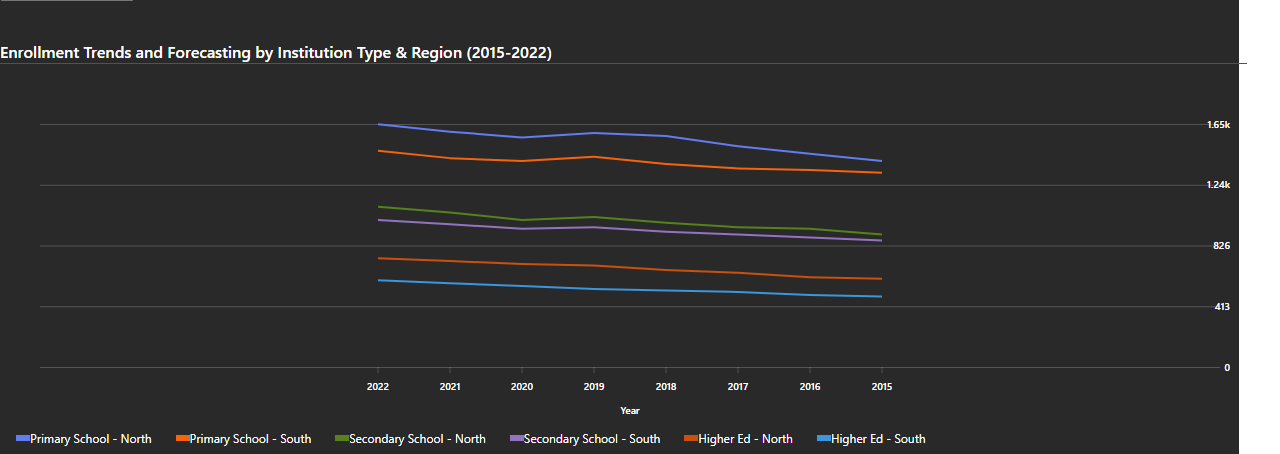 Enrollment Trends and Forecasting by Institution Type & Region (2015-2022)
1.65k
1.24k
826
413
0
2022 2021 2020 2019 2018 2017 2016 2015
Year
Primary School - North Primary School - South Secondary School - North Secondary School - South Higher Ed - North Higher Ed - South